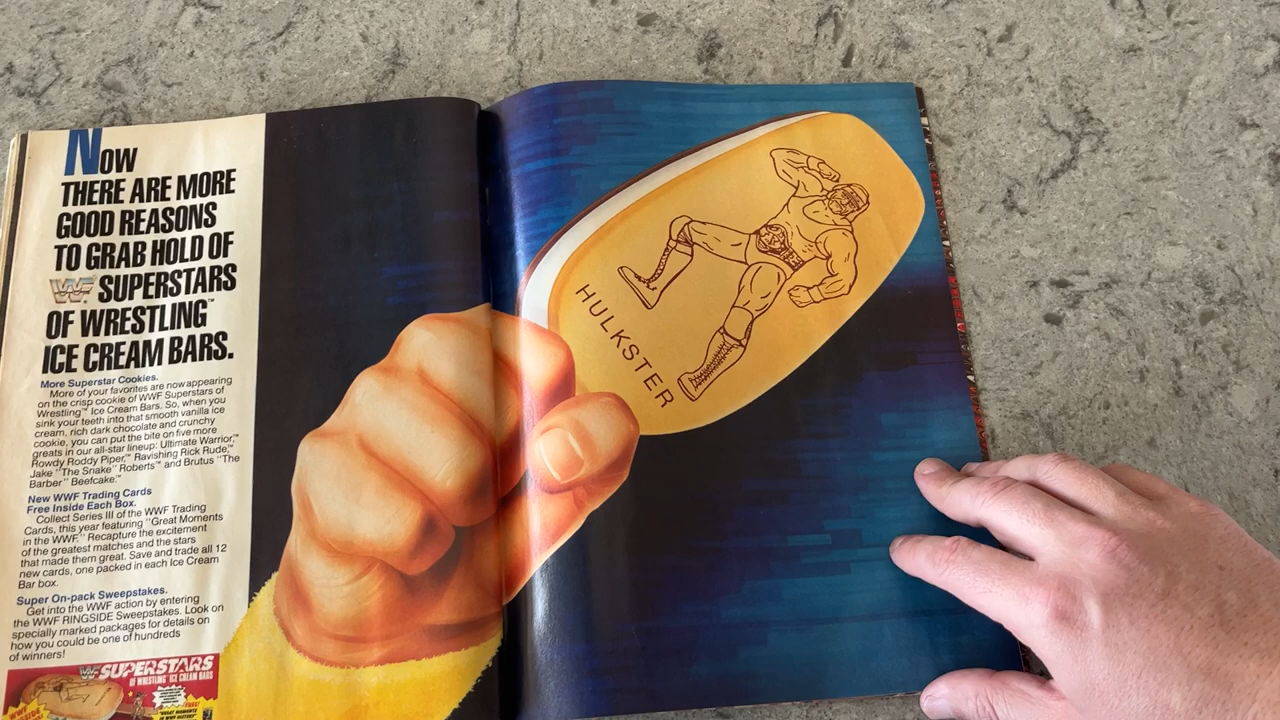 NOW
THERE ARE MORE
GOOD REASONS
TO GRAB HOLD OF
WF SUPERSTARS
OF WRESTLING™
ICE CREAM BARS.
More Superstar Cookies.
More of your favorites are now appearing
on the crisp cookie of WWF Superstars of
Wrestling™ Ice Cream Bars. So, when you
sink your teeth into that smooth vanilla ice
cream, rich dark chocolate and crunchy
cookie, you can put the bite on five more
greats in our all-star lineup: Ultimate Warrior,™
Rowdy Roddy Piper,™ Ravishing Rick Rude,™
Jake "The Snake" Roberts™ and Brutus "The
Barber" Beefcake.™
New WWF Trading Cards
Free Inside Each Box.
Collect Series III of the WWF Trading
Cards, this year featuring "Great Moments
in the WWF." Recapture the excitement
of the greatest matches and the stars
that made them great. Save and trade all 12
new cards, one packed in each Ice Cream
Bar box.
Super On-pack Sweepstakes.
Get into the WWF action by entering
the WWF RINGSIDE Sweepstakes. Look on
specially marked packages for details on
how you could be one of hundreds
of winners!
WF SUPERSTARS
OF WRESTLING™ ICE CREAM BARS
HULKSTER